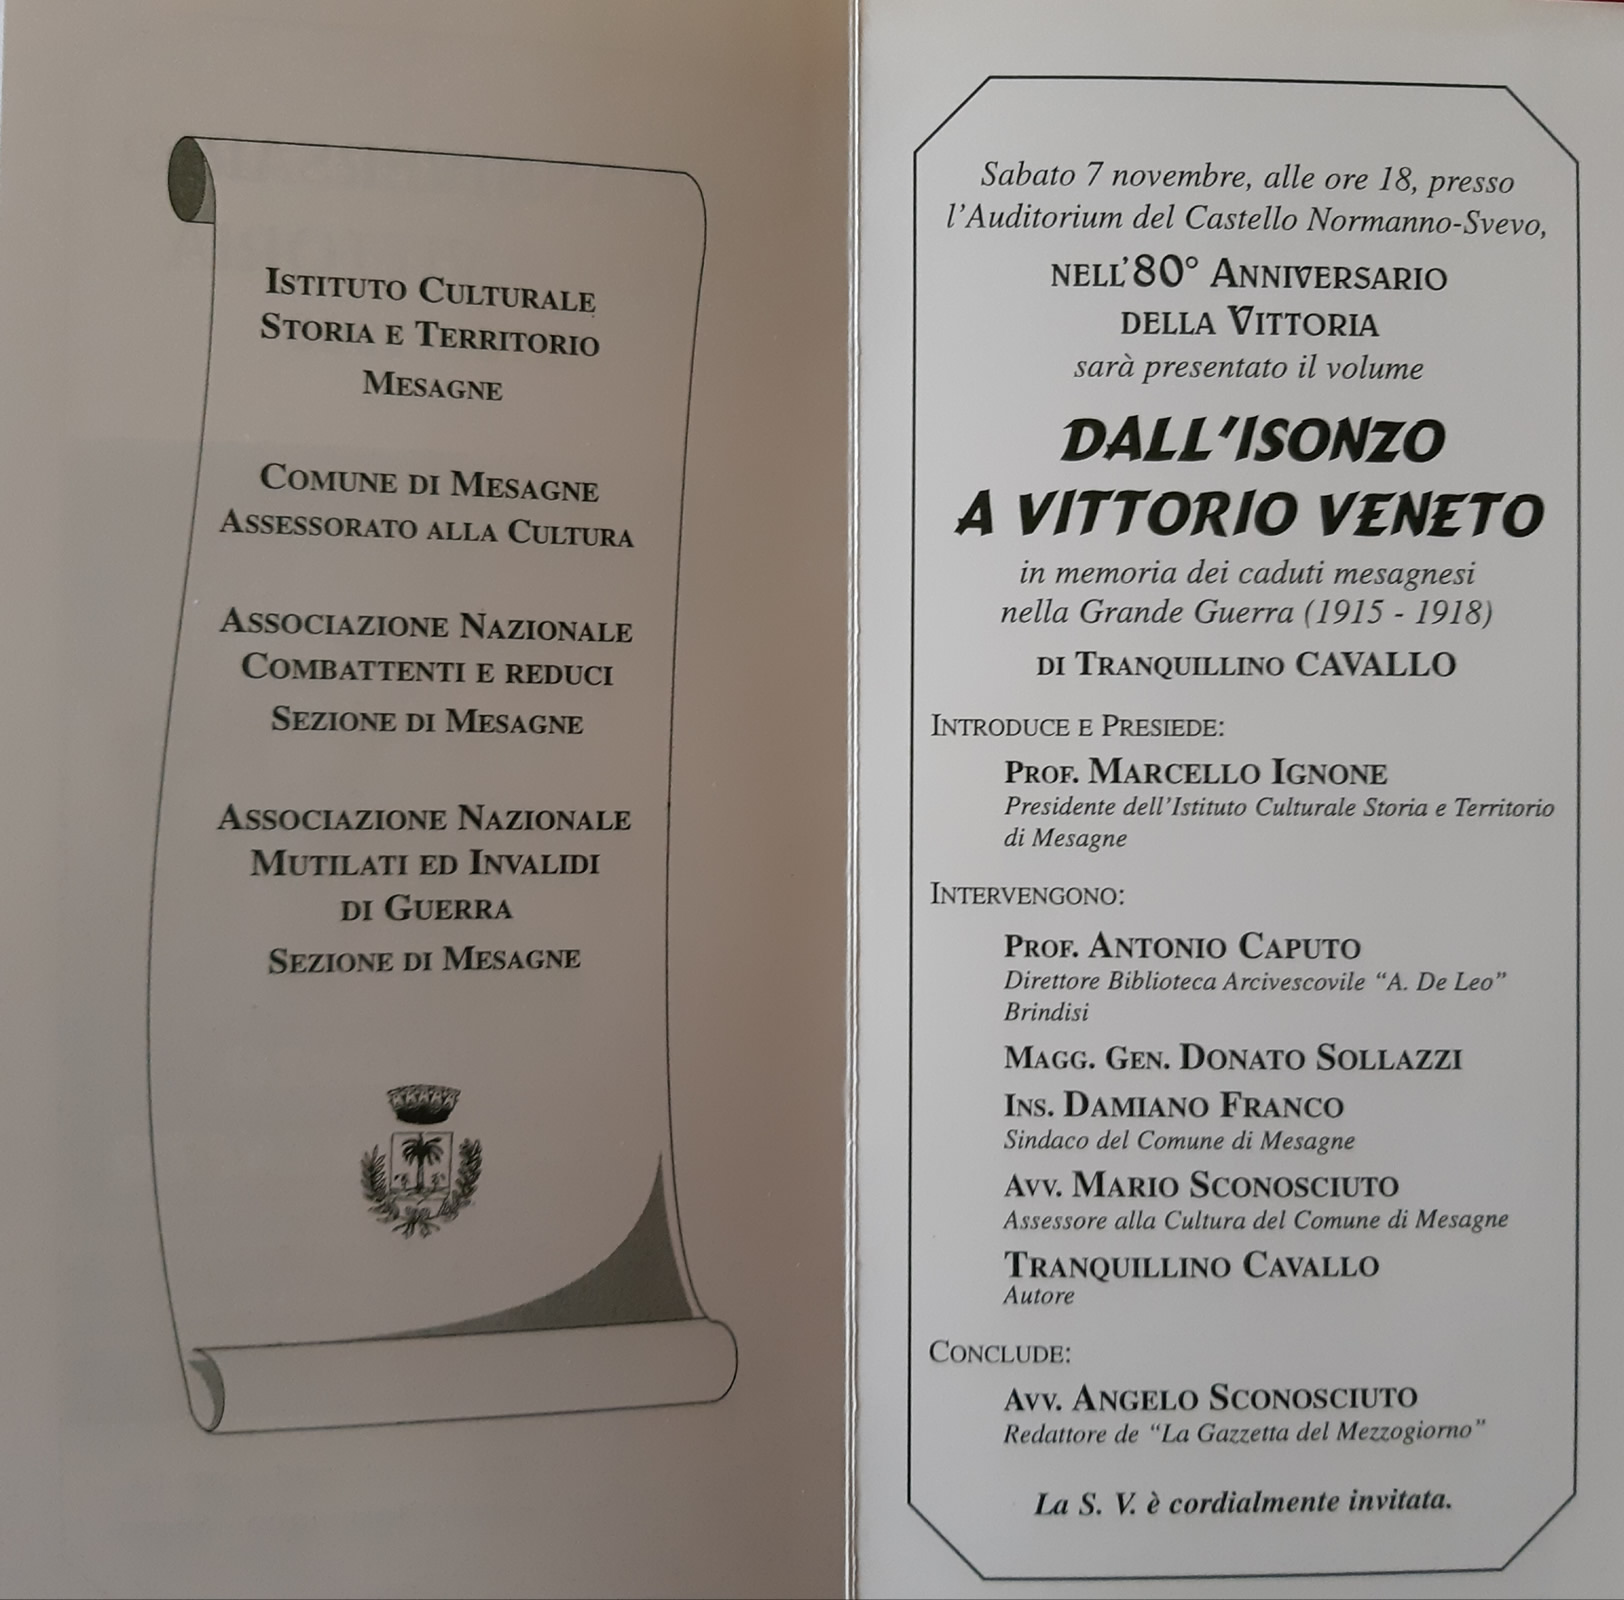 Istituto Culturale
Storia e Territorio
Mesagne
Comune di Mesagne
Assessorato alla Cultura
Associazione Nazionale
Combattenti e reduci
Sezione di Mesagne
Associazione Nazionale
Mutilati ed Invalidi
di Guerra
Sezione di Mesagne
Sabato 7 novembre, alle ore 18, presso
l'Auditorium del Castello Normanno-Svevo,
nell'80° Anniversario
della Vittoria
sarà presentato il volume
DALL'ISONZO
A VITTORIO VENETO
in memoria dei caduti mesagnesi
nella Grande Guerra (1915 - 1918)
di Tranquillino CAVALLO
Introduce e Presiede:
Prof. Marcello Ignone
Presidente dell'Istituto Culturale Storia e Territorio
di Mesagne
Intervengono:
Prof. Antonio Caputo
Direttore Biblioteca Arcivescovile "A. De Leo"
Brindisi
Magg. Gen. Donato Sollazzi
Ins. Damiano Franco
Sindaco del Comune di Mesagne
Avv. Mario Sconosciuto
Assessore alla Cultura del Comune di Mesagne
Tranquillino Cavallo
Autore
Conclude:
Avv. Angelo Sconosciuto
Redattore de "La Gazzetta del Mezzogiorno"
La S. V. è cordialmente invitata.